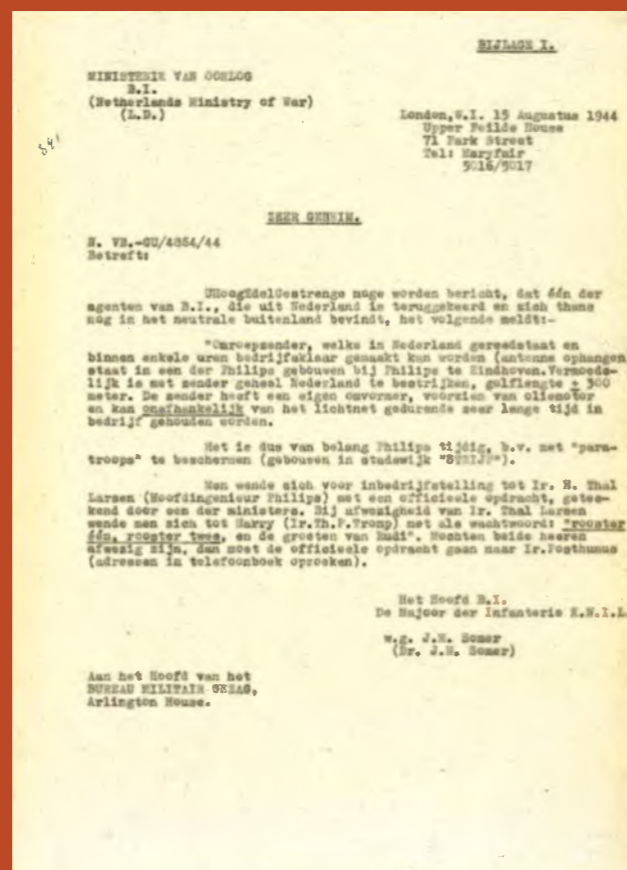 BIJLAGE I.
MINISTERIE VAN OORLOG
B.I.
(Netherlands Ministry of War)
(L.D.)
London, W.I. 15 Augustus 1944
Upper Feilde House
71 Park Street
Tel: Mayfair
5016/5017
ZEER GEHEIM.
N. VB.-GU/4864/44
Betreft:
UHoogEdelGestrenge moge worden bericht, dat één der
agenten van B.I., die uit Nederland is teruggekeerd en zich thans
nog in het neutrale buitenland bevindt, het volgende meldt:-
"Omroepzender, welke in Nederland gereedstaat en
binnen enkele uren bedrijfsklaar gemaakt kan worden (antenne ophangen
staat in een der Philips gebouwen bij Philips te Eindhoven. Vermoede-
lijk is met zender geheel Nederland te bestrijken, golflengte + 300
meter. De zender heeft een eigen omvormer, voorzien van oliemotor
en kan onafhankelijk van het lichtnet gedurende zeer lange tijd in
bedrijf gehouden worden.
Het is dus van belang Philips tijdig, b.v. met "para-
troops" te beschermen (gebouwen in stadswijk "STRIJP").
Men wende zich voor inbedrijfstelling tot Ir. H. Thal
Larsen (Hoofdingenieur Philips) met een officieele opdracht, getee-
kend door een der ministers. Bij afwezigheid van Ir. Thal Larsen
wende men zich tot Harry (Ir.Th.P.Tromp) met als wachtwoord: "rooster
één, rooster twee, en de groeten van Rudi". Mochten beide heeren
afwezig zijn, dan moet de officieele opdracht gaan naar Ir.Posthumus
(adressen in telefoonboek opzoeken).
Het Hoofd B.I.
De Majoor der Infanterie K.N.I.L.
w.g. J.M. Somer
(Dr. J.M. Somer)
Aan het Hoofd van het
BUREAU MILITAIR GEZAG,
Arlington House.